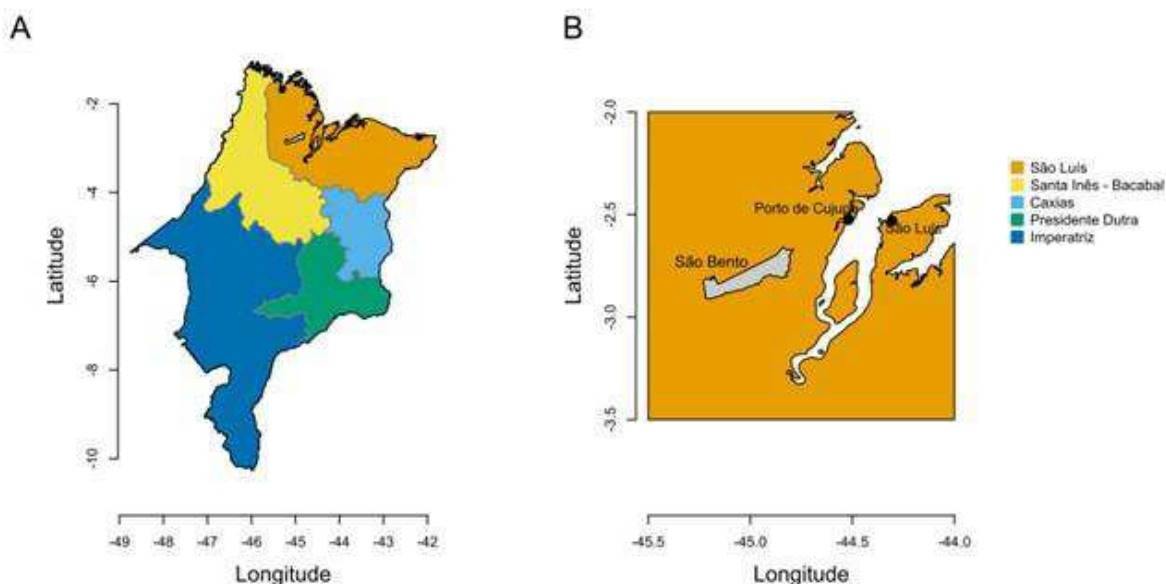 A
B
Latitude
-2
-4
-6
-8
-10
-49 -48 -47 -46 -45 -44 -43 -42
Longitude
Latitude
-2.0
-2.5
-3.0
-3.5
Porto de Cujupe
São Luís
São Bento
-45.5 -45.0 -44.5 -44.0
Longitude
São Luís
Santa Inês - Bacabal
Caxias
Presidente Dutra
Imperatriz